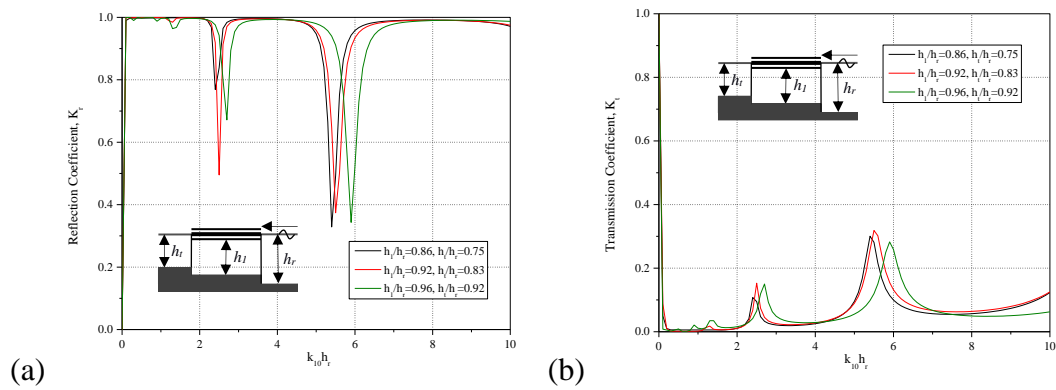 1.0
0.8
0.6
0.4
0.2
0.0
Reflection Coefficient, K_r
h_t
h_1
h_r
h_1/h_r=0.86, h_t/h_r=0.75
h_1/h_r=0.92, h_t/h_r=0.83
h_1/h_r=0.96, h_t/h_r=0.92
0 2 4 6 8 10
k_10h_r
(a)
1.0
0.8
0.6
0.4
0.2
0.0
Transmission Coefficient, K_t
h_t
h_1
h_r
h_1/h_r=0.86, h_t/h_r=0.75
h_1/h_r=0.92, h_t/h_r=0.83
h_1/h_r=0.96, h_t/h_r=0.92
0 2 4 6 8 10
k_10h_r
(b)